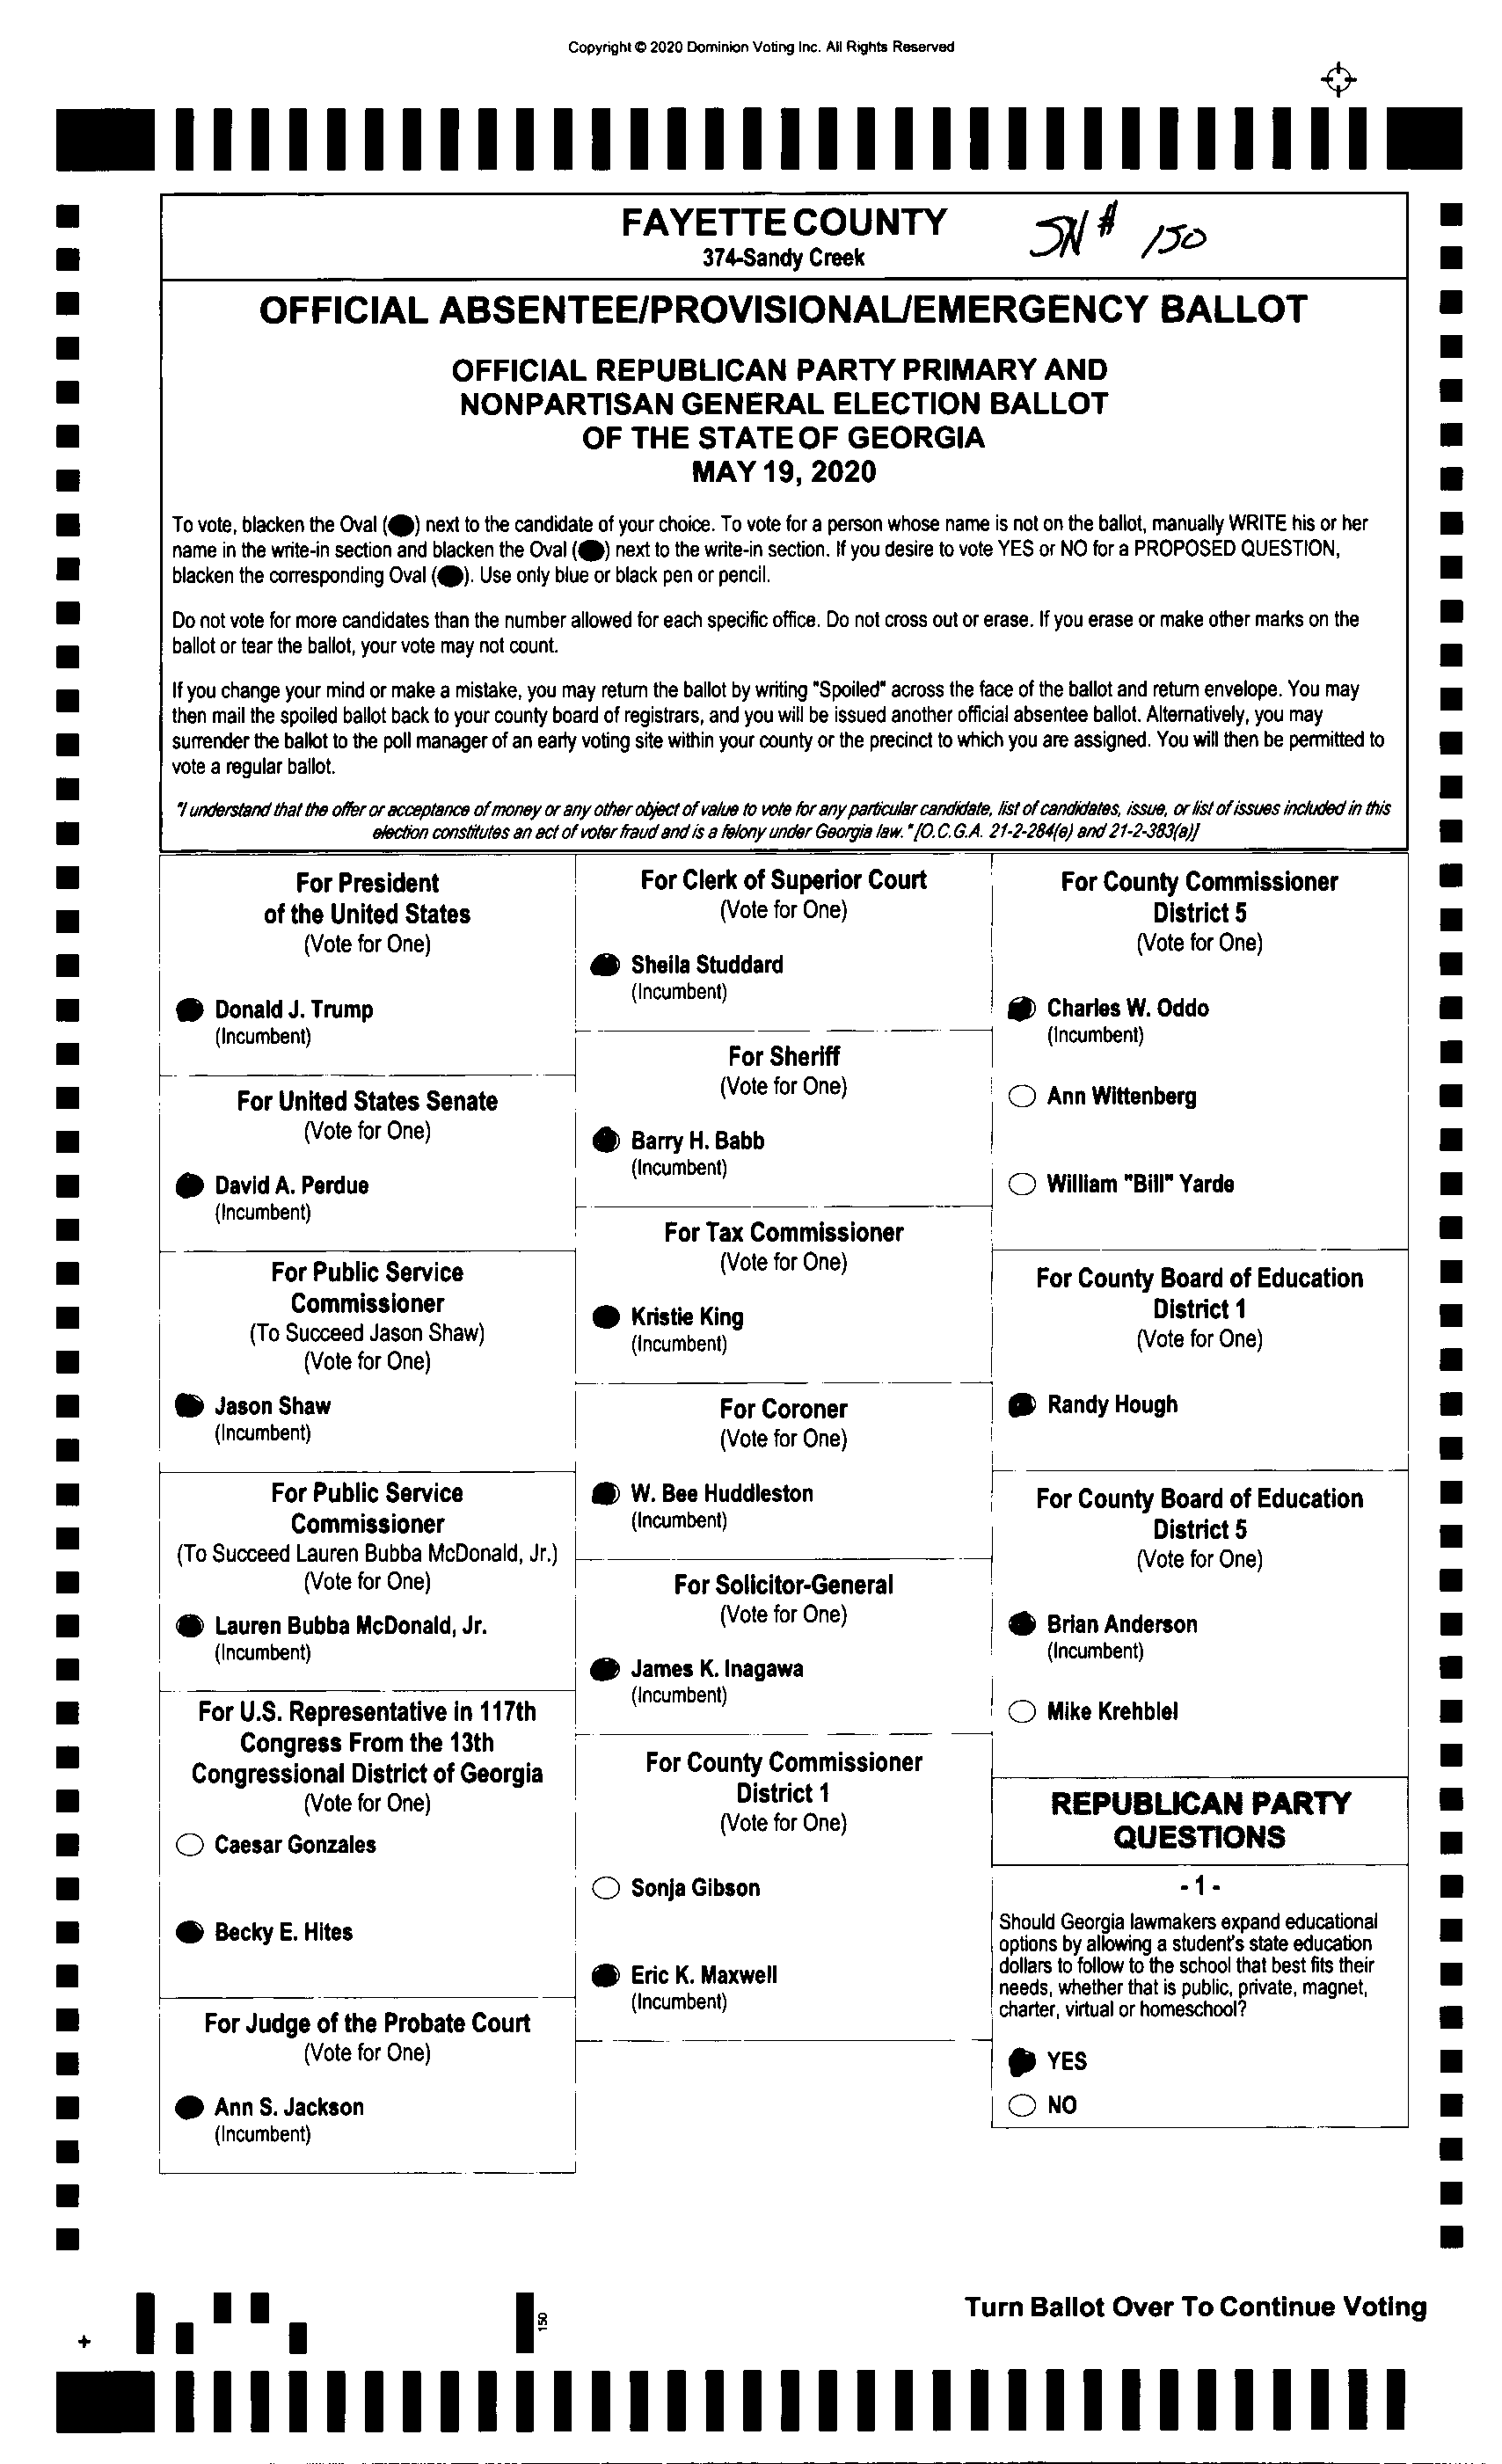 Copyright © 2020 Dominion Voting Inc. All Rights Reserved
FAYETTE COUNTY
SN # 150
374-Sandy Creek
OFFICIAL ABSENTEE/PROVISIONAL/EMERGENCY BALLOT
OFFICIAL REPUBLICAN PARTY PRIMARY AND
NONPARTISAN GENERAL ELECTION BALLOT
OF THE STATE OF GEORGIA
MAY 19, 2020
To vote, blacken the Oval (●) next to the candidate of your choice. To vote for a person whose name is not on the ballot, manually WRITE his or her
name in the write-in section and blacken the Oval (●) next to the write-in section. If you desire to vote YES or NO for a PROPOSED QUESTION,
blacken the corresponding Oval (●). Use only blue or black pen or pencil.
Do not vote for more candidates than the number allowed for each specific office. Do not cross out or erase. If you erase or make other marks on the
ballot or tear the ballot, your vote may not count.
If you change your mind or make a mistake, you may return the ballot by writing "Spoiled" across the face of the ballot and return envelope. You may
then mail the spoiled ballot back to your county board of registrars, and you will be issued another official absentee ballot. Alternatively, you may
surrender the ballot to the poll manager of an early voting site within your county or the precinct to which you are assigned. You will then be permitted to
vote a regular ballot.
"I understand that the offer or acceptance of money or any other object of value to vote for any particular candidate, list of candidates, issue, or list of issues included in this
election constitutes an act of voter fraud and is a felony under Georgia law." [O.C.G.A. 21-2-284(e) and 21-2-383(a)]
For President
of the United States
(Vote for One)
Donald J. Trump
(Incumbent)
For United States Senate
(Vote for One)
David A. Perdue
(Incumbent)
For Public Service
Commissioner
(To Succeed Jason Shaw)
(Vote for One)
Jason Shaw
(Incumbent)
For Public Service
Commissioner
(To Succeed Lauren Bubba McDonald, Jr.)
(Vote for One)
Lauren Bubba McDonald, Jr.
(Incumbent)
For U.S. Representative in 117th
Congress From the 13th
Congressional District of Georgia
(Vote for One)
Caesar Gonzales
Becky E. Hites
For Judge of the Probate Court
(Vote for One)
Ann S. Jackson
(Incumbent)
For Clerk of Superior Court
(Vote for One)
Sheila Studdard
(Incumbent)
For Sheriff
(Vote for One)
Barry H. Babb
(Incumbent)
For Tax Commissioner
(Vote for One)
Kristie King
(Incumbent)
For Coroner
(Vote for One)
W. Bee Huddleston
(Incumbent)
For Solicitor-General
(Vote for One)
James K. Inagawa
(Incumbent)
For County Commissioner
District 1
(Vote for One)
Sonja Gibson
Eric K. Maxwell
(Incumbent)
For County Commissioner
District 5
(Vote for One)
Charles W. Oddo
(Incumbent)
Ann Wittenberg
William "Bill" Yarde
For County Board of Education
District 1
(Vote for One)
Randy Hough
For County Board of Education
District 5
(Vote for One)
Brian Anderson
(Incumbent)
Mike Krehbiel
REPUBLICAN PARTY
QUESTIONS
- 1 -
Should Georgia lawmakers expand educational
options by allowing a student's state education
dollars to follow to the school that best fits their
needs, whether that is public, private, magnet,
charter, virtual or homeschool?
YES
NO
150
Turn Ballot Over To Continue Voting